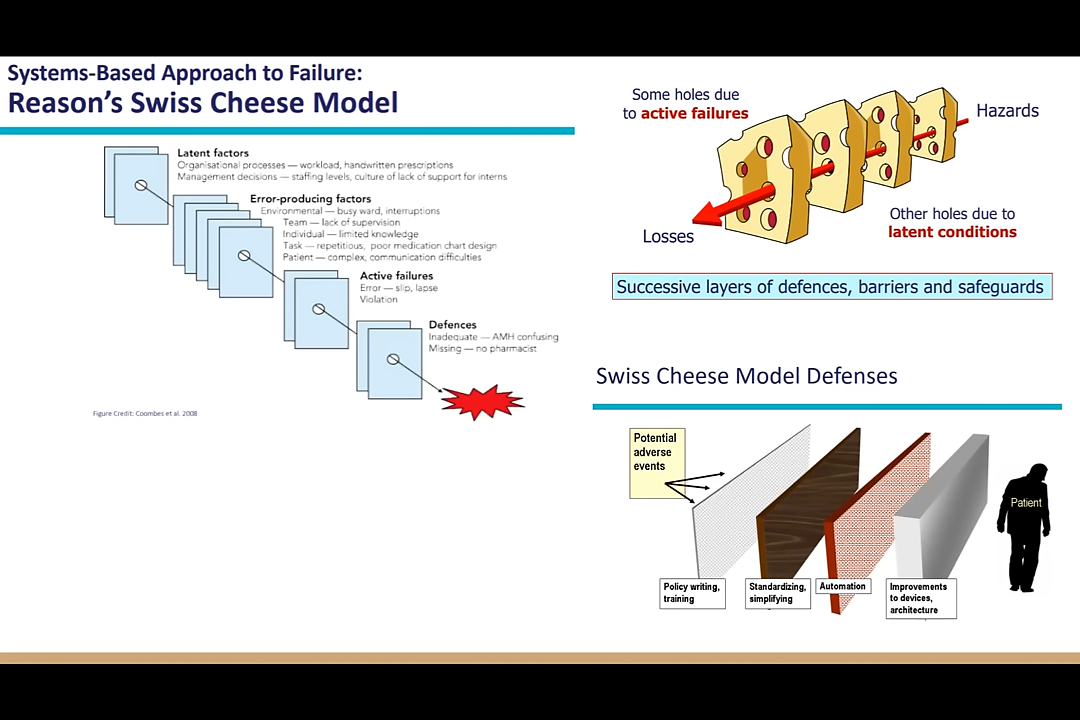 Systems-Based Approach to Failure:
Reason's Swiss Cheese Model
Latent factors
Organisational processes — workload, handwritten prescriptions
Management decisions — staffing levels, culture of lack of support for interns
Error-producing factors
Environmental — busy ward, interruptions
Team — lack of supervision
Individual — limited knowledge
Task — repetitious, poor medication chart design
Patient — complex, communication difficulties
Active failures
Error — slip, lapse
Violation
Defences
Inadequate — AMH confusing
Missing — no pharmacist
Figure Credit: Coombes et al. 2008
Some holes due
to active failures
Hazards
Losses
Other holes due to
latent conditions
Successive layers of defences, barriers and safeguards
Swiss Cheese Model Defenses
Potential
adverse
events
Patient
Policy writing,
training
Standardizing,
simplifying
Automation
Improvements
to devices,
architecture